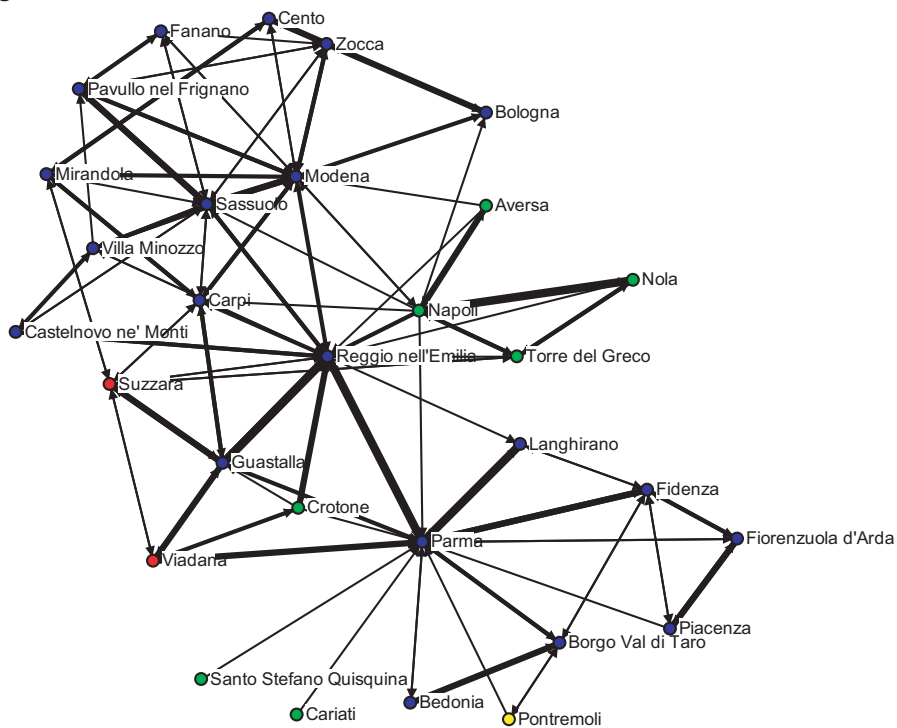 Cento
Fanano
Zocca
Pavullo nel Frignano
Bologna
Mirandola
Modena
Sassuolo
Aversa
Villa Minozzo
Nola
Carpi
Napoli
Castelnovo ne' Monti
Reggio nell'Emilia
Torre del Greco
Suzzara
Langhirano
Guastalla
Fidenza
Crotone
Parma
Fiorenzuola d'Arda
Viadana
Piacenza
Borgo Val di Taro
Santo Stefano Quisquina
Bedonia
Cariati
Pontremoli